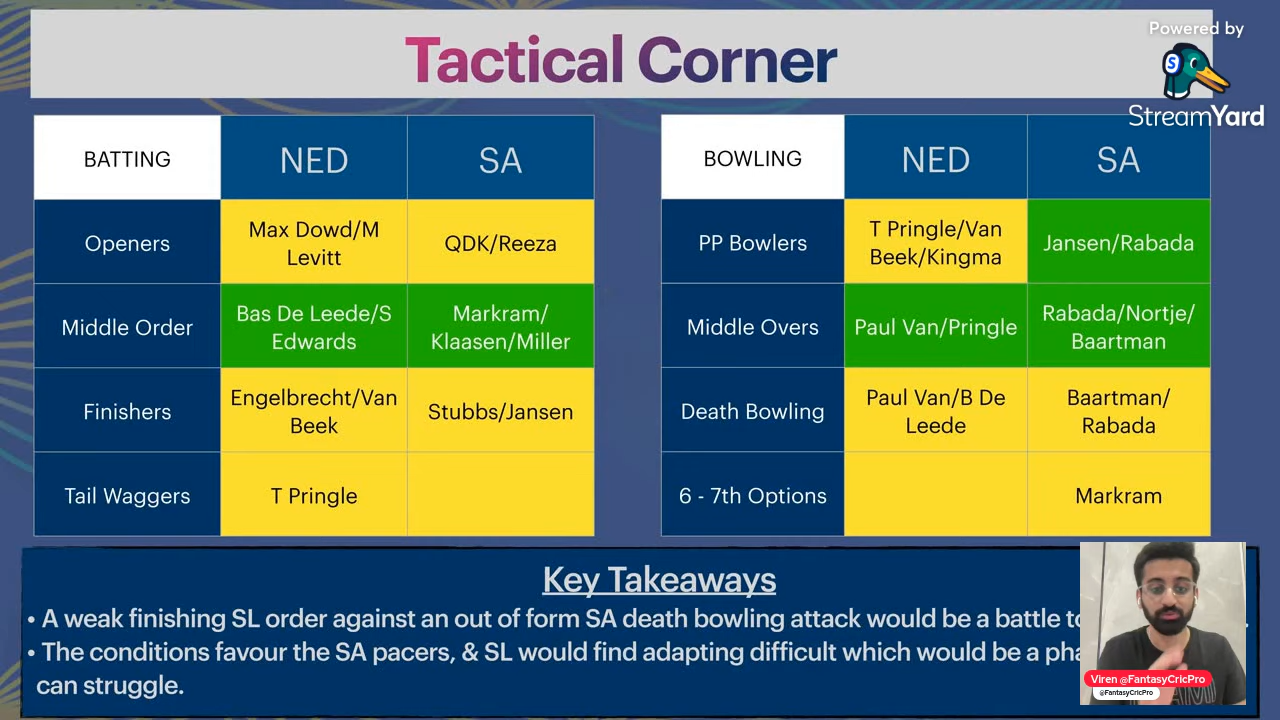 Tactical Corner
Powered by
StreamYard
BATTING
NED
SA
Openers
Max Dowd/M
Levitt
QDK/Reeza
Middle Order
Bas De Leede/S
Edwards
Markram/
Klaasen/Miller
Finishers
Engelbrecht/Van
Beek
Stubbs/Jansen
Tail Waggers
T Pringle
BOWLING
NED
SA
PP Bowlers
T Pringle/Van
Beek/Kingma
Jansen/Rabada
Middle Overs
Paul Van/Pringle
Rabada/Nortje/
Baartman
Death Bowling
Paul Van/B De
Leede
Baartman/
Rabada
6 - 7th Options
Markram
Key Takeaways
• A weak finishing SL order against an out of form SA death bowling attack would be a battle
• The conditions favour the SA pacers, & SL would find adapting difficult which would be a
can struggle.
Viren @FantasyCricPro
@FantasyCricPro